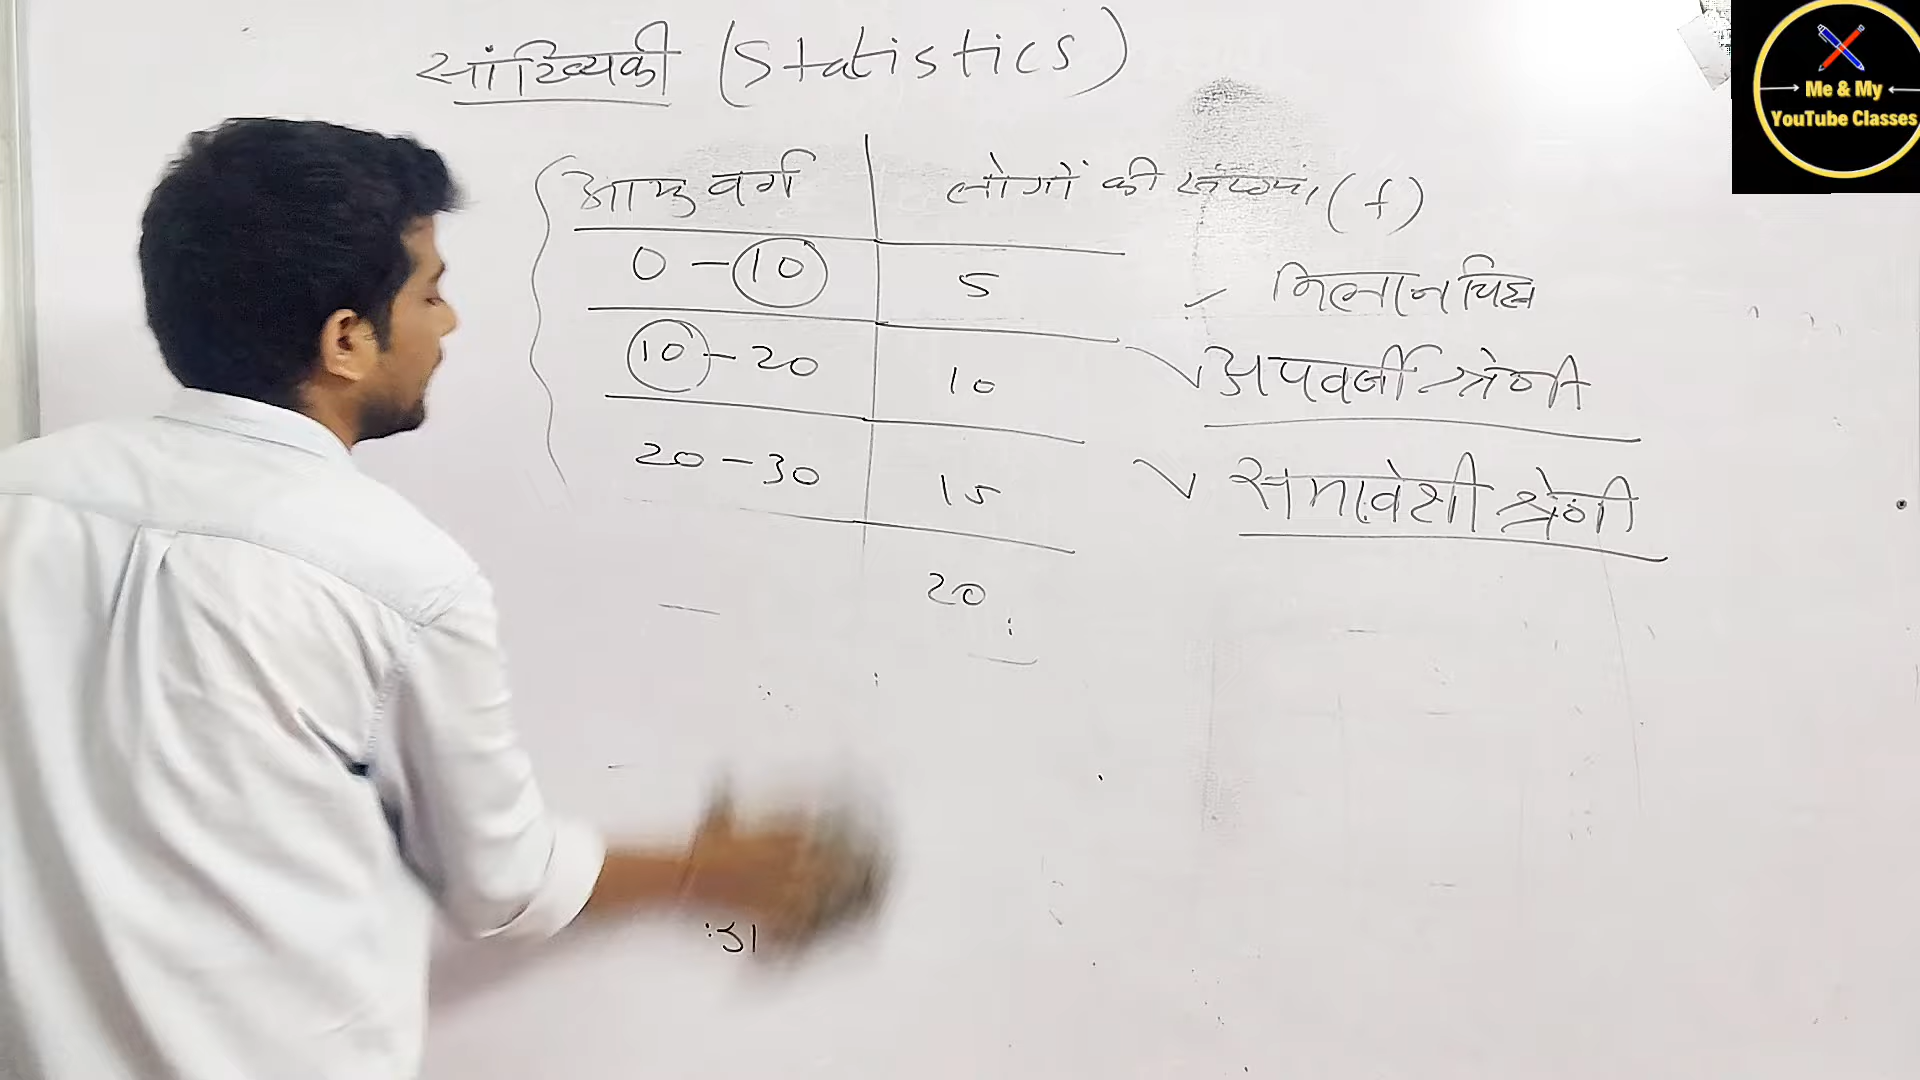 सांख्यिकी (Statistics)
आयु वर्ग लोगों की संख्या (f)
0 - 10 5
10 - 20 10
20 - 30 15
20
मिलान चिह्न
अपवर्जी श्रेणी
समावेशी श्रेणी
31
Me & My
YouTube Classes